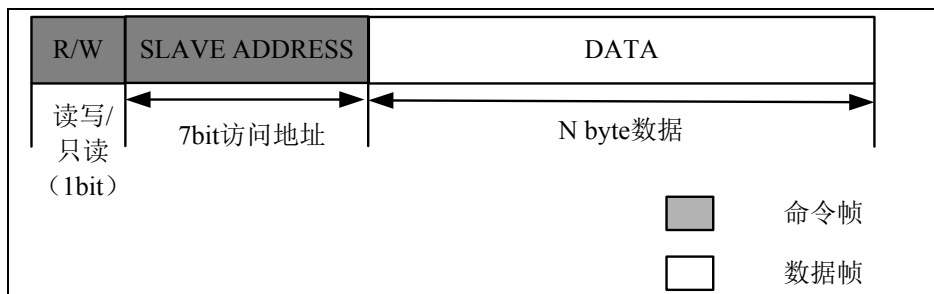 R/W SLAVE ADDRESS DATA
读写/
只读
（1bit）
7bit访问地址
N byte数据
命令帧
数据帧